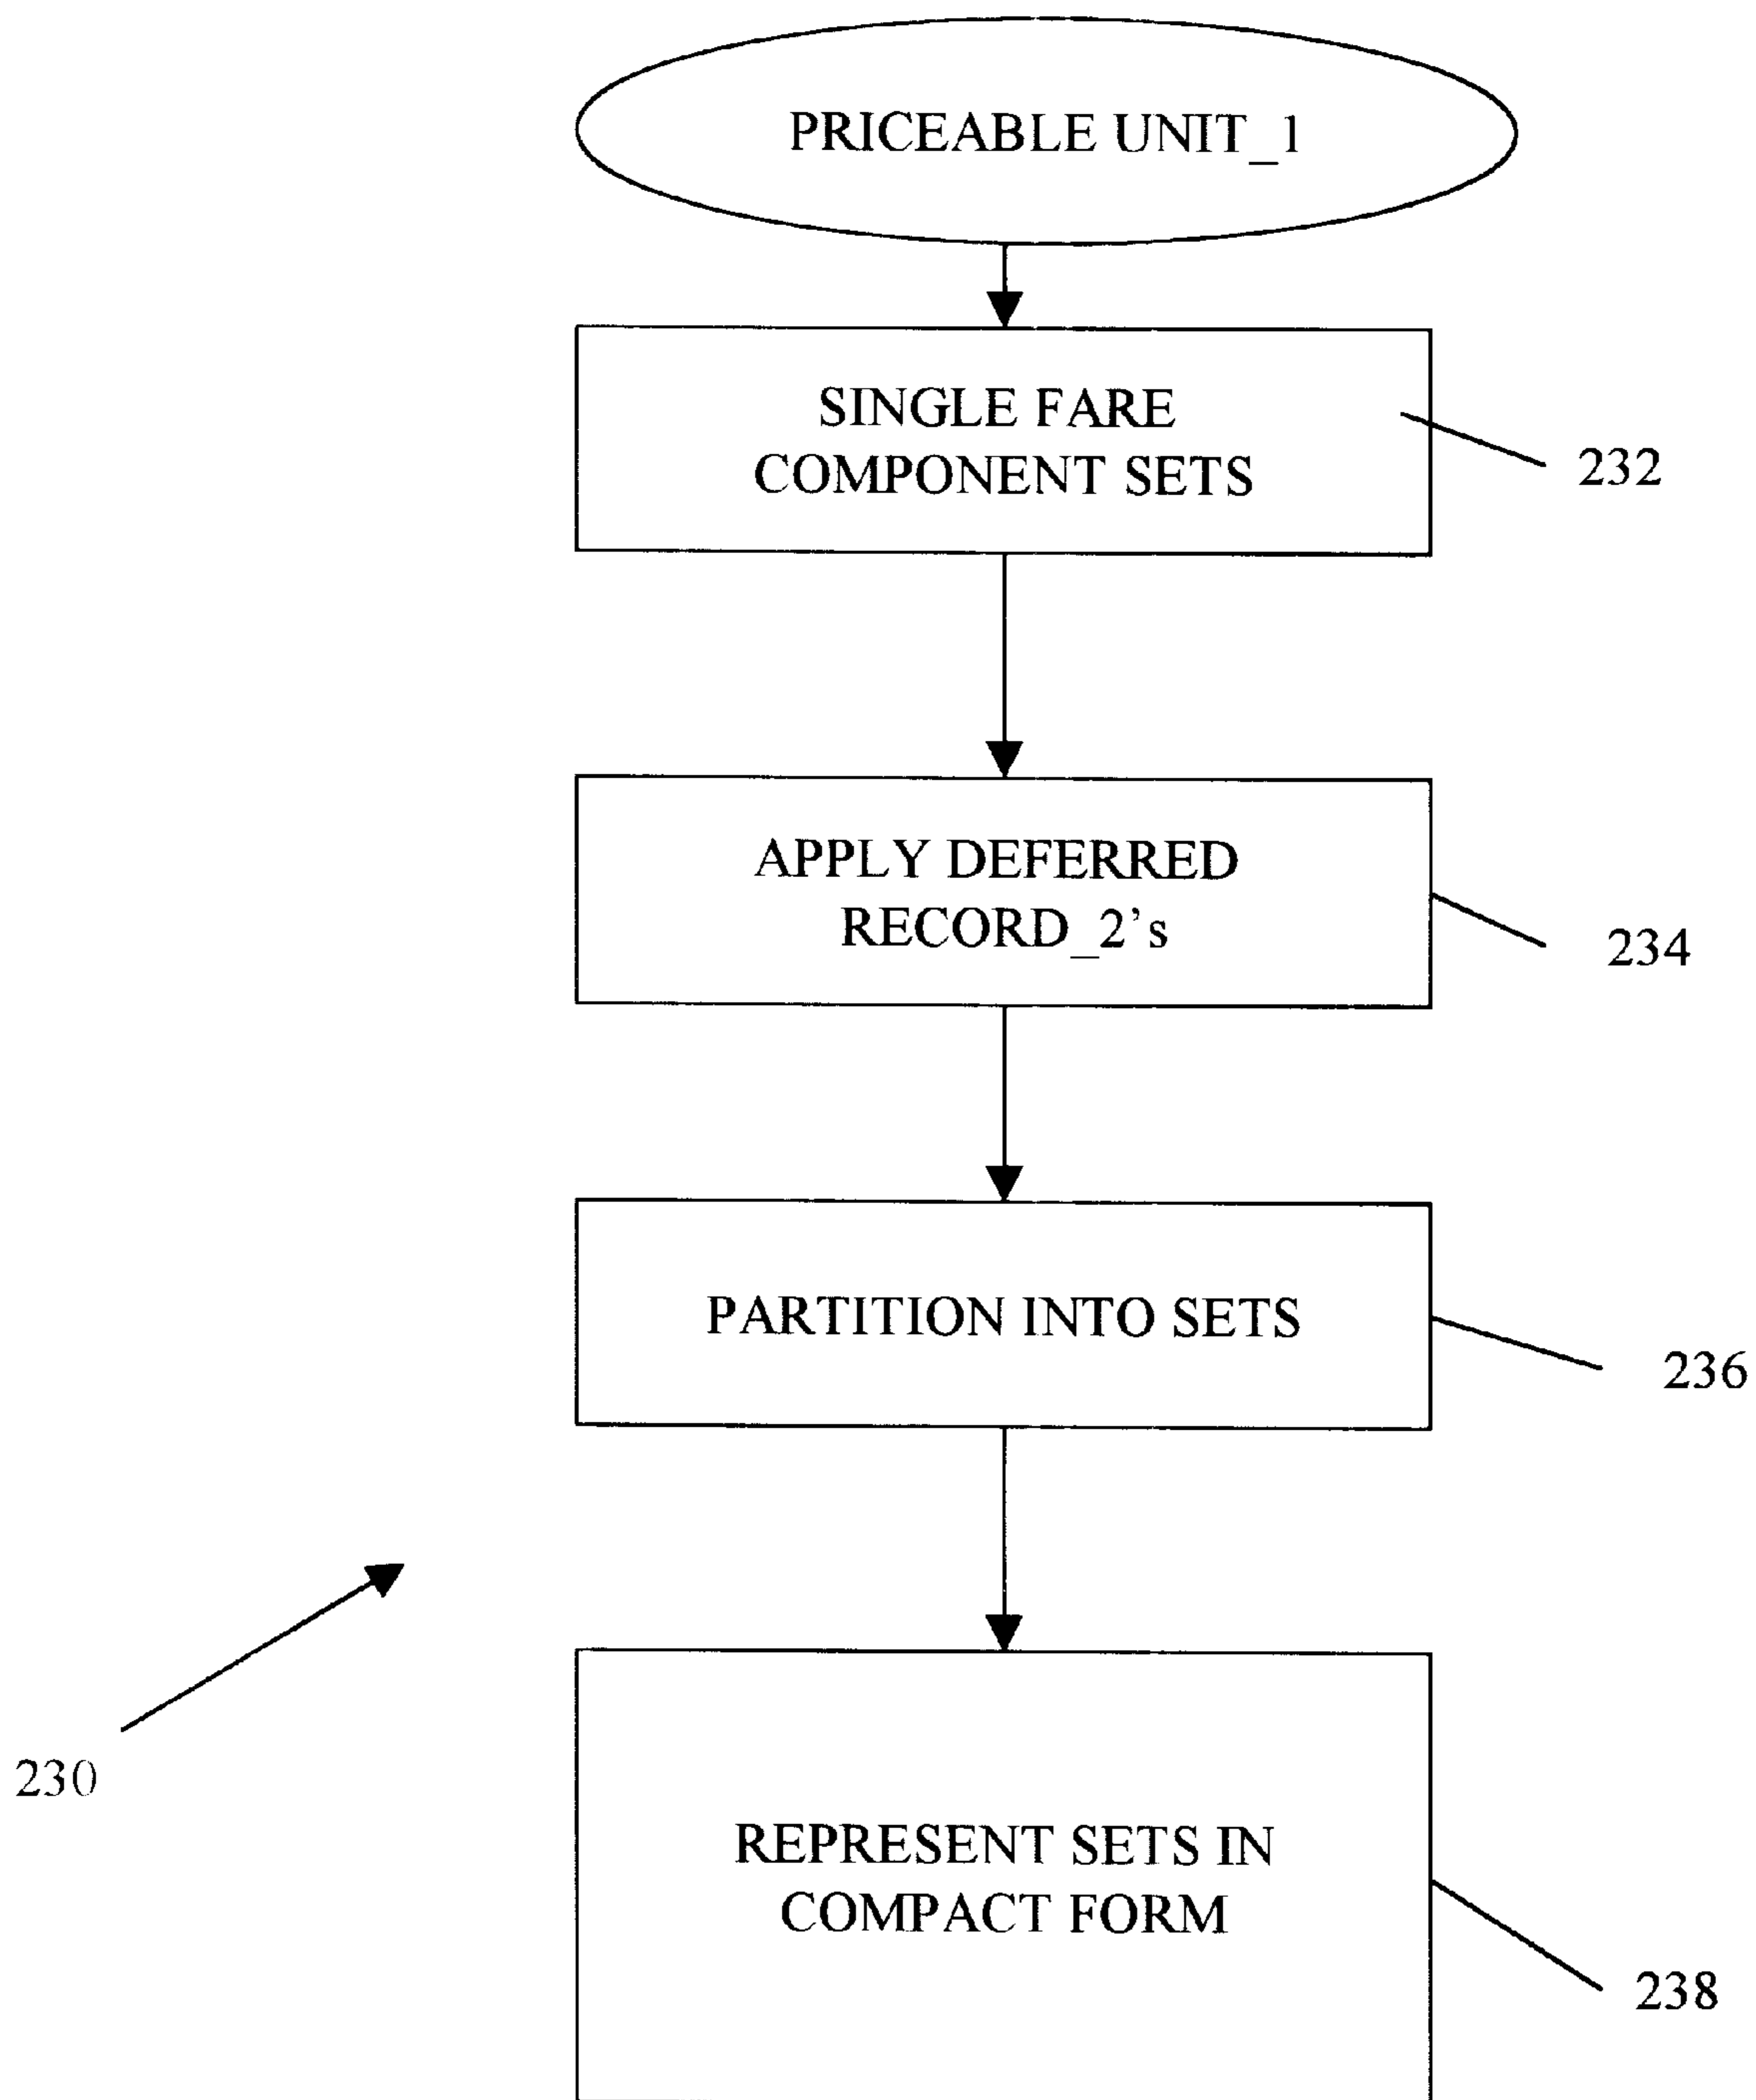 PRICEABLE UNIT_1
SINGLE FARE
COMPONENT SETS
232
APPLY DEFERRED
RECORD_2's
234
PARTITION INTO SETS
236
230
REPRESENT SETS IN
COMPACT FORM
238